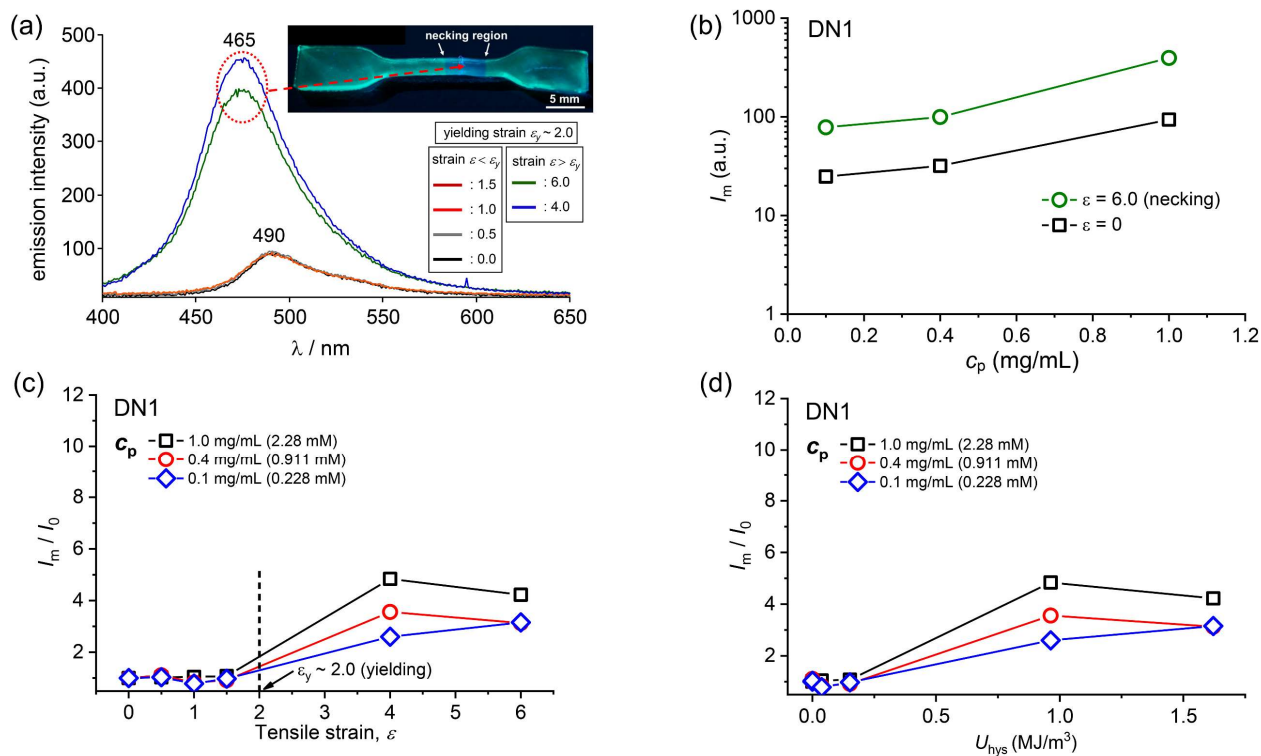 (a)
500
400
300
200
100
400
450
500
550
600
650
emission intensity (a.u.)
λ / nm
465
490
necking region
5 mm
yielding strain εy ~ 2.0
strain ε < εy
: 1.5
: 1.0
: 0.5
: 0.0
strain ε > εy
: 6.0
: 4.0
(b)
DN1
1000
100
10
1
0.0
0.2
0.4
0.6
0.8
1.0
1.2
Im (a.u.)
cp (mg/mL)
ε = 6.0 (necking)
ε = 0
(c)
DN1
cp
1.0 mg/mL (2.28 mM)
0.4 mg/mL (0.911 mM)
0.1 mg/mL (0.228 mM)
12
10
8
6
4
2
0
1
2
3
4
5
6
Im / I0
εy ~ 2.0 (yielding)
Tensile strain, ε
(d)
DN1
cp
1.0 mg/mL (2.28 mM)
0.4 mg/mL (0.911 mM)
0.1 mg/mL (0.228 mM)
12
10
8
6
4
2
0.0
0.5
1.0
1.5
Im / I0
Uhys (MJ/m³)